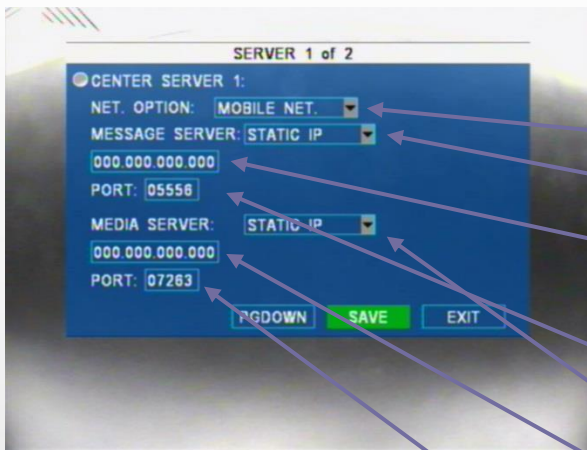 SERVER 1 of 2
CENTER SERVER 1:
NET. OPTION: MOBILE NET.
MESSAGE SERVER: STATIC IP
000.000.000.000
PORT: 05556
MEDIA SERVER: STATIC IP
000.000.000.000
PORT: 07263
PGDOWN SAVE EXIT